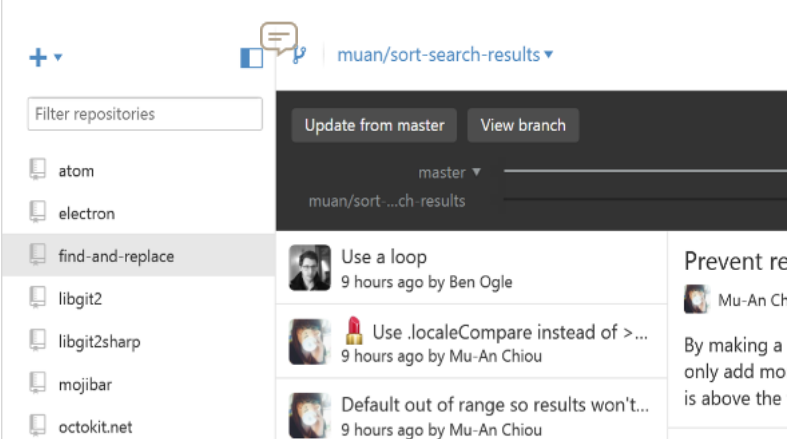 muan/sort-search-results
Filter repositories
atom
electron
find-and-replace
libgit2
libgit2sharp
mojibar
octokit.net
Update from master
View branch
master
muan/sort-...ch-results
Use a loop
9 hours ago by Ben Ogle
Use .localeCompare instead of >...
9 hours ago by Mu-An Chiou
Default out of range so results won't...
9 hours ago by Mu-An Chiou
Prevent re
Mu-An Ch
By making a
only add mo
is above the